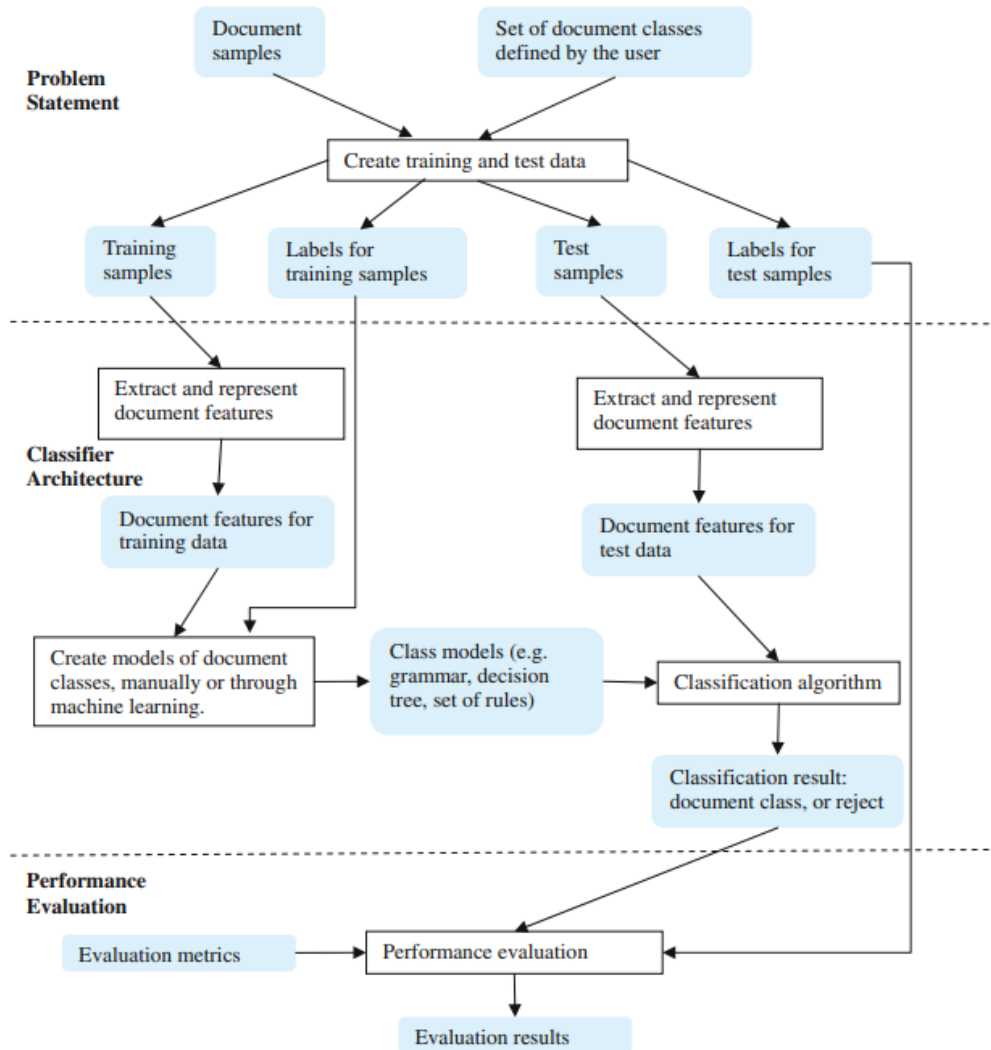 Document
samples
Set of document classes
defined by the user
Problem
Statement
Create training and test data
Training
samples
Labels for
training samples
Test
samples
Labels for
test samples
Extract and represent
document features
Extract and represent
document features
Classifier
Architecture
Document features for
training data
Document features for
test data
Create models of document
classes, manually or through
machine learning.
Class models (e.g.
grammar, decision
tree, set of rules)
Classification algorithm
Classification result:
document class, or reject
Performance
Evaluation
Evaluation metrics
Performance evaluation
Evaluation results